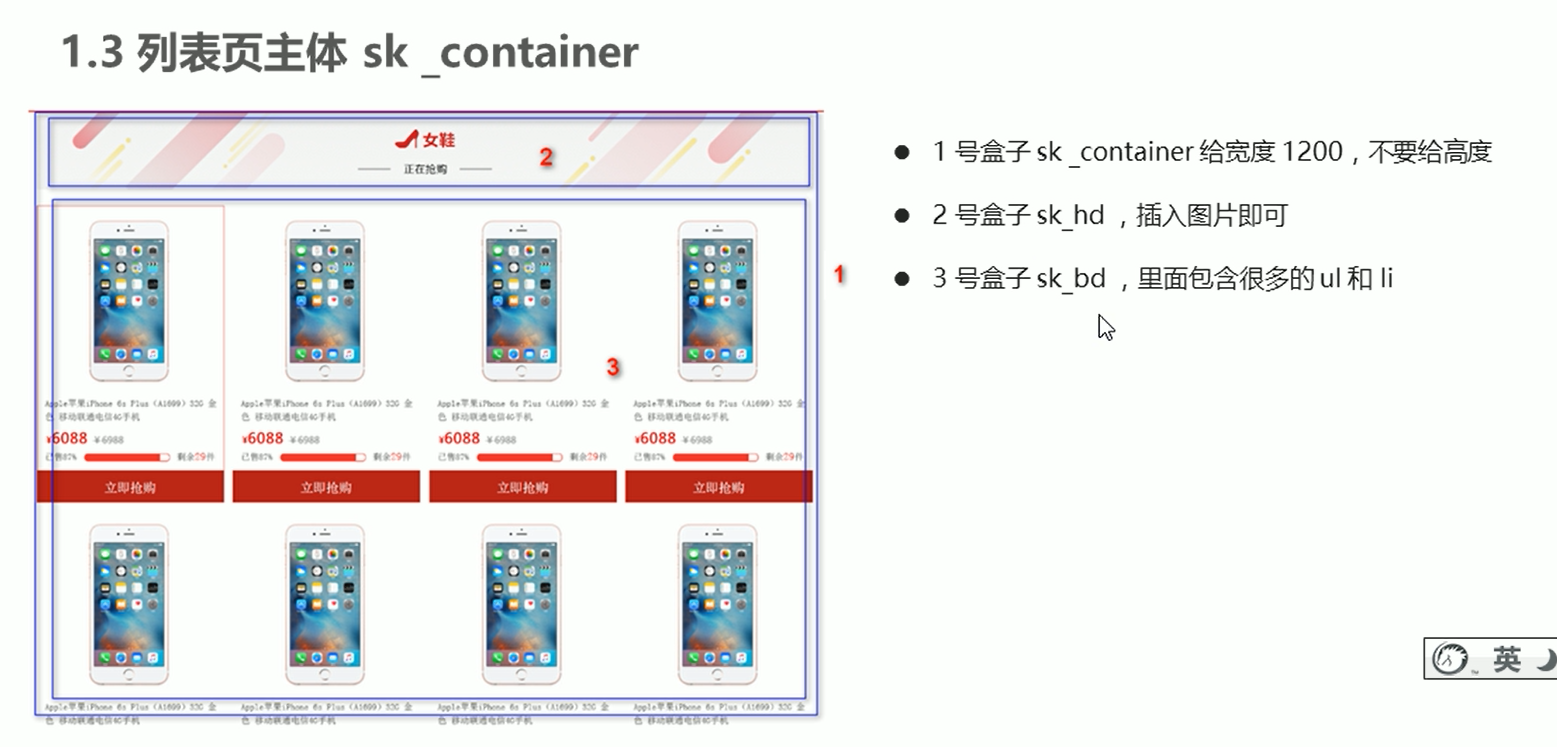 1.3 列表页主体 sk _container
女鞋
正在抢购
2
● 1 号盒子 sk _container 给宽度 1200，不要给高度
● 2 号盒子 sk_hd ，插入图片即可
● 3 号盒子 sk_bd ，里面包含很多的 ul 和 li
1
3
Apple苹果iPhone 6s Plus（A1699）32G 金
色 移动联通电信4G手机
¥6088 ￥6988
已售87% 剩余29件
立即抢购
Apple苹果iPhone 6s Plus（A1699）32G 金
色 移动联通电信4G手机
¥6088 ￥6988
已售87% 剩余29件
立即抢购
Apple苹果iPhone 6s Plus（A1699）32G 金
色 移动联通电信4G手机
¥6088 ￥6988
已售87% 剩余29件
立即抢购
Apple苹果iPhone 6s Plus（A1699）32G 金
色 移动联通电信4G手机
¥6088 ￥6988
已售87% 剩余29件
立即抢购
Apple苹果iPhone 6s Plus（A1699）32G 金
色 移动联通电信4G手机
Apple苹果iPhone 6s Plus（A1699）32G 金
色 移动联通电信4G手机
Apple苹果iPhone 6s Plus（A1699）32G 金
色 移动联通电信4G手机
Apple苹果iPhone 6s Plus（A1699）32G 金
色 移动联通电信4G手机
英